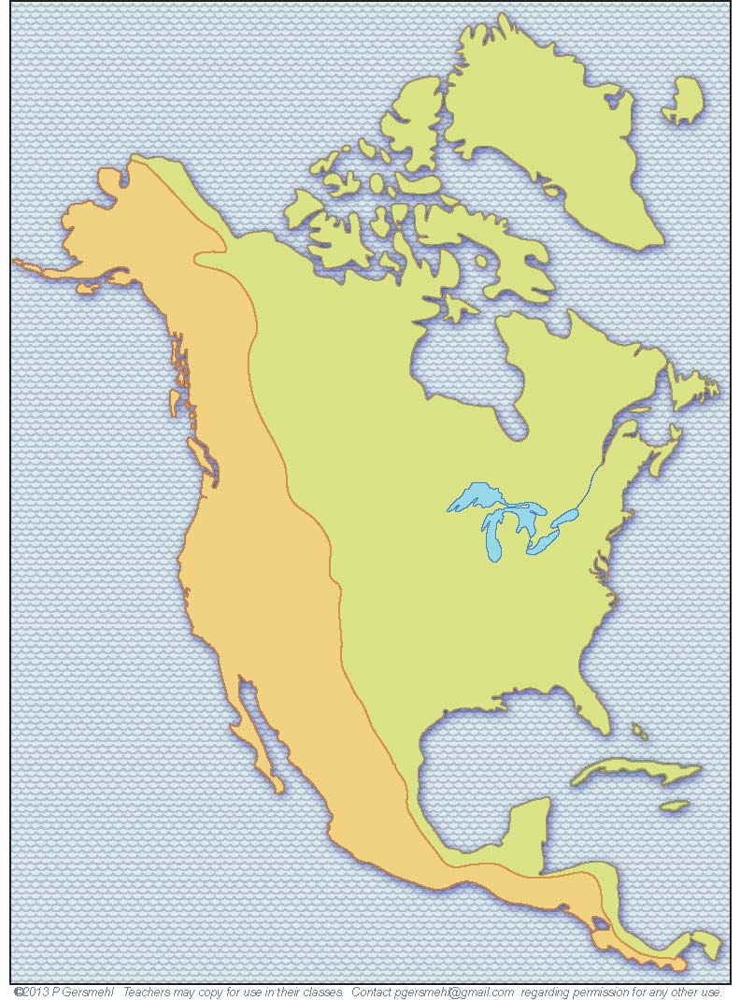 ©2013 P Gersmehl   Teachers may copy for use in their classes.   Contact pgersmehl@gmail.com   regarding permission for any other use.